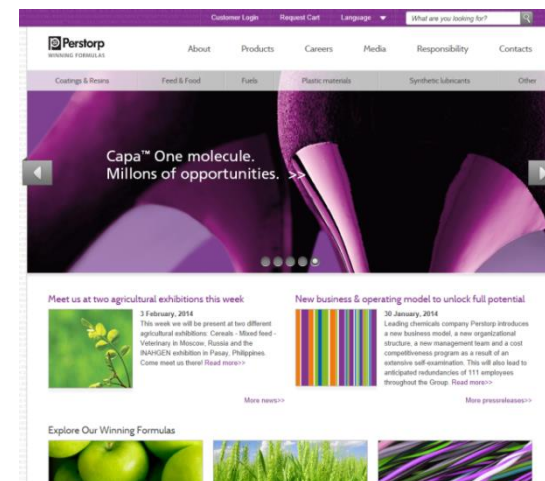 Customer Login Request Cart Language What are you looking for?
Perstorp
WINNING FORMULAS
About Products Careers Media Responsibility Contacts
Coatings & Resins Feed & Food Fuels Plastic materials Synthetic lubricants Other
Capa™ One molecule.
Millons of opportunities. >>
Meet us at two agricultural exhibitions this week
3 February, 2014
This week we will be present at two different
agricultural exhibitions: Cereals - Mixed feed -
Veterinary in Moscow, Russia and the
INAHGEN exhibition in Pasay, Philippines.
Come meet us there! Read more>>
More news>>
New business & operating model to unlock full potential
30 January, 2014
Leading chemicals company Perstorp introduces
a new business model, a new organizational
structure, a new management team and a cost
competitiveness program as a result of an
extensive self-examination. This will also lead to
anticipated redundancies of 111 employees
throughout the Group. Read more>>
More pressreleases>>
Explore Our Winning Formulas